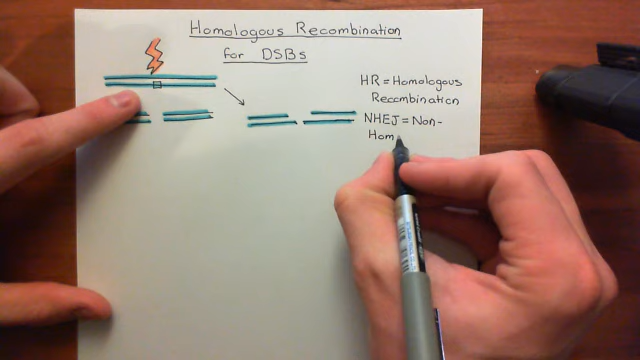 Homologous Recombination
for DSBs
HR = Homologous
Recombination
NHEJ = Non-
Hom